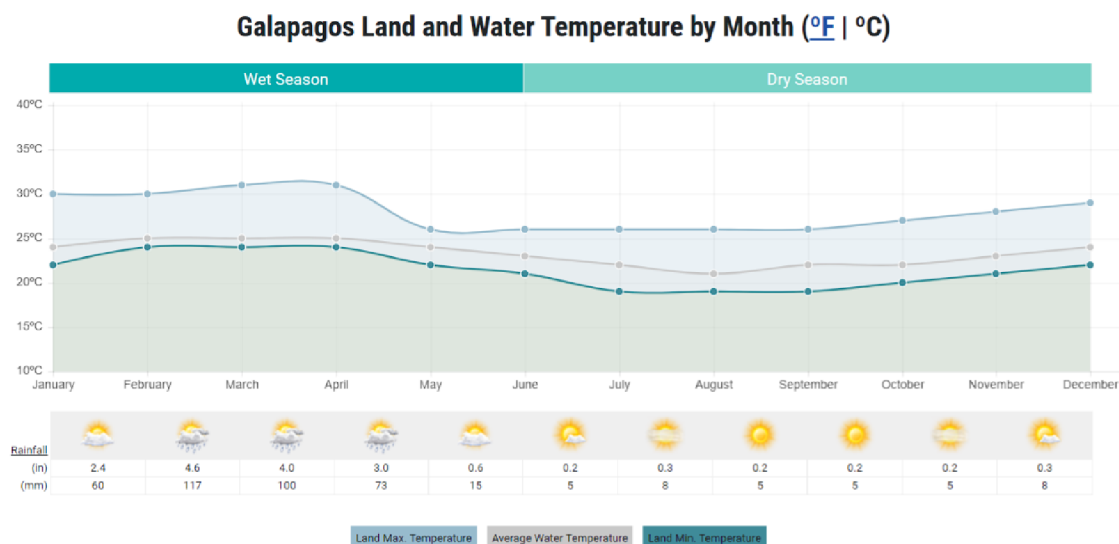 Galapagos Land and Water Temperature by Month (ºF | ºC)
Wet Season Dry Season
40ºC
35ºC
30ºC
25ºC
20ºC
15ºC
10ºC
January February March April May June July August September October November December
Rainfall
(in) 2.4 4.6 4.0 3.0 0.6 0.2 0.3 0.2 0.2 0.2 0.3
(mm) 60 117 100 73 15 5 8 5 5 5 8
Land Max. Temperature Average Water Temperature Land Min. Temperature